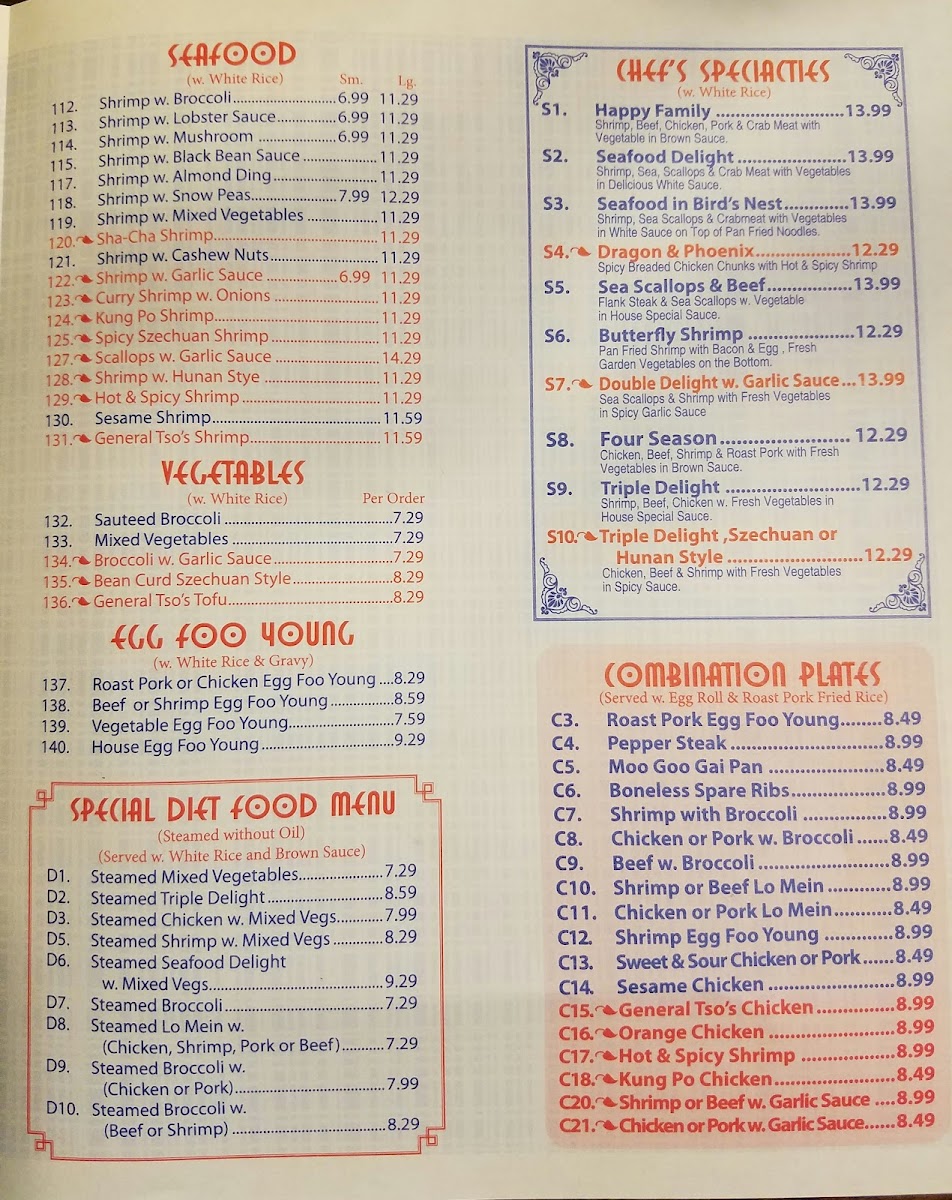 SEAFOOD
(w. White Rice) Sm. Lg.
112. Shrimp w. Broccoli 6.99 11.29
113. Shrimp w. Lobster Sauce 6.99 11.29
114. Shrimp w. Mushroom 6.99 11.29
115. Shrimp w. Black Bean Sauce 11.29
117. Shrimp w. Almond Ding 11.29
118. Shrimp w. Snow Peas 7.99 12.29
119. Shrimp w. Mixed Vegetables 11.29
120. Sha-Cha Shrimp 11.29
121. Shrimp w. Cashew Nuts 11.29
122. Shrimp w. Garlic Sauce 6.99 11.29
123. Curry Shrimp w. Onions 11.29
124. Kung Po Shrimp 11.29
125. Spicy Szechuan Shrimp 11.29
127. Scallops w. Garlic Sauce 14.29
128. Shrimp w. Hunan Stye 11.29
129. Hot & Spicy Shrimp 11.29
130. Sesame Shrimp 11.59
131. General Tso's Shrimp 11.59
VEGETABLES
(w. White Rice) Per Order
132. Sauteed Broccoli 7.29
133. Mixed Vegetables 7.29
134. Broccoli w. Garlic Sauce 7.29
135. Bean Curd Szechuan Style 8.29
136. General Tso's Tofu 8.29
EGG FOO YOUNG
(w. White Rice & Gravy)
137. Roast Pork or Chicken Egg Foo Young 8.29
138. Beef or Shrimp Egg Foo Young 8.59
139. Vegetable Egg Foo Young 7.59
140. House Egg Foo Young 9.29
SPECIAL DIET FOOD MENU
(Steamed without Oil)
(Served w. White Rice and Brown Sauce)
D1. Steamed Mixed Vegetables 7.29
D2. Steamed Triple Delight 8.59
D3. Steamed Chicken w. Mixed Vegs 7.99
D5. Steamed Shrimp w. Mixed Vegs 8.29
D6. Steamed Seafood Delight
w. Mixed Vegs 9.29
D7. Steamed Broccoli 7.29
D8. Steamed Lo Mein w.
(Chicken, Shrimp, Pork or Beef) 7.29
D9. Steamed Broccoli w.
(Chicken or Pork) 7.99
D10. Steamed Broccoli w.
(Beef or Shrimp) 8.29
CHEF'S SPECIALTIES
(w. White Rice)
S1. Happy Family 13.99
Shrimp, Beef, Chicken, Pork & Crab Meat with
Vegetable in Brown Sauce.
S2. Seafood Delight 13.99
Shrimp, Sea, Scallops & Crab Meat with Vegetables
in Delicious White Sauce.
S3. Seafood in Bird's Nest 13.99
Shrimp, Sea Scallops & Crabmeat with Vegetables
in White Sauce on Top of Pan Fried Noodles.
S4. Dragon & Phoenix 12.29
Spicy Breaded Chicken Chunks with Hot & Spicy Shrimp
S5. Sea Scallops & Beef 13.99
Flank Steak & Sea Scallops w. Vegetable
in House Special Sauce.
S6. Butterfly Shrimp 12.29
Pan Fried Shrimp with Bacon & Egg , Fresh
Garden Vegetables on the Bottom.
S7. Double Delight w. Garlic Sauce 13.99
Sea Scallops & Shrimp with Fresh Vegetables
in Spicy Garlic Sauce
S8. Four Season 12.29
Chicken, Beef, Shrimp & Roast Pork with Fresh
Vegetables in Brown Sauce.
S9. Triple Delight 12.29
Shrimp, Beef, Chicken w. Fresh Vegetables in
House Special Sauce.
S10. Triple Delight ,Szechuan or
Hunan Style 12.29
Chicken, Beef & Shrimp with Fresh Vegetables
in Spicy Sauce.
COMBINATION PLATES
(Served w. Egg Roll & Roast Pork Fried Rice)
C3. Roast Pork Egg Foo Young 8.49
C4. Pepper Steak 8.99
C5. Moo Goo Gai Pan 8.49
C6. Boneless Spare Ribs 8.99
C7. Shrimp with Broccoli 8.99
C8. Chicken or Pork w. Broccoli 8.49
C9. Beef w. Broccoli 8.99
C10. Shrimp or Beef Lo Mein 8.99
C11. Chicken or Pork Lo Mein 8.49
C12. Shrimp Egg Foo Young 8.99
C13. Sweet & Sour Chicken or Pork 8.49
C14. Sesame Chicken 8.99
C15. General Tso's Chicken 8.99
C16. Orange Chicken 8.99
C17. Hot & Spicy Shrimp 8.99
C18. Kung Po Chicken 8.49
C20. Shrimp or Beef w. Garlic Sauce 8.99
C21. Chicken or Pork w. Garlic Sauce 8.49